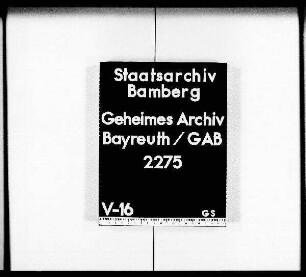 Staatsarchiv
Bamberg
Geheimes Archiv
Bayreuth / GAB
2275
V-16 GS